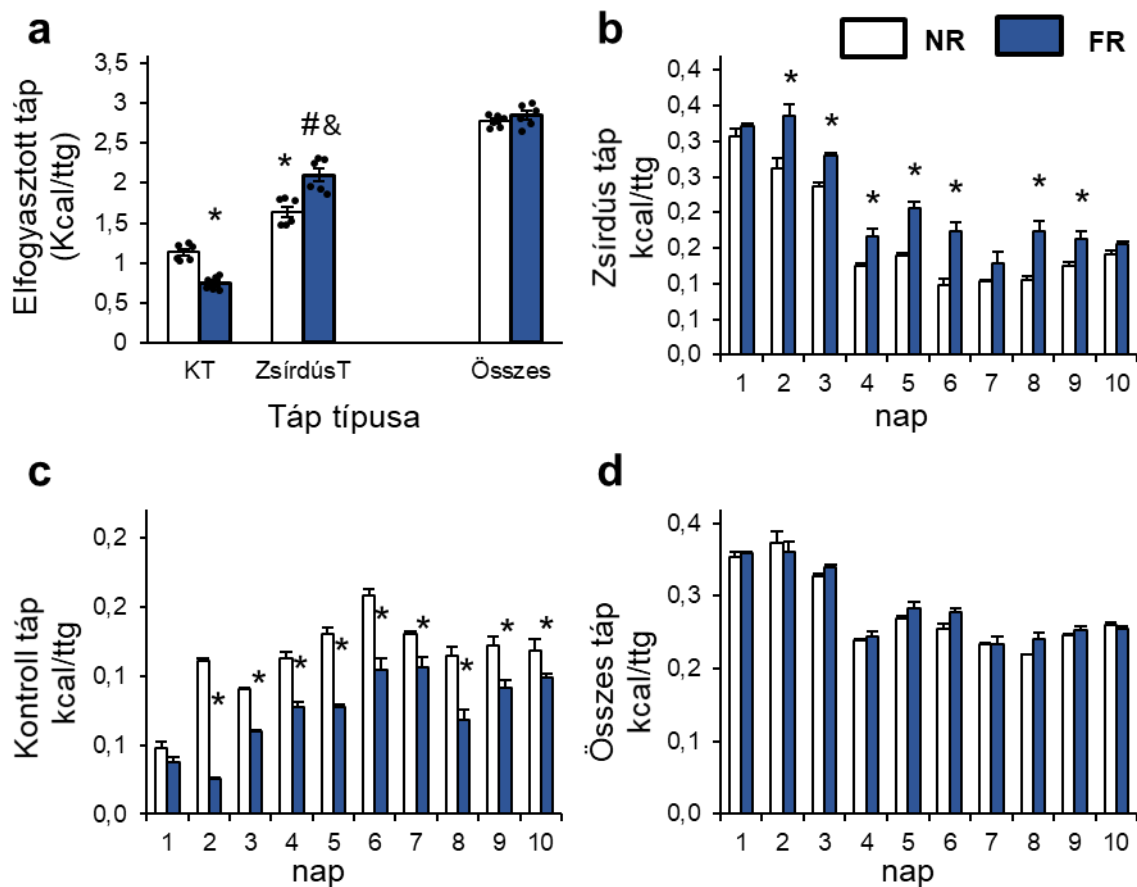 a
3,5
3
2,5
2
1,5
1
0,5
0
Elfogyasztott táp
(Kcal/ttg)
*
*
#&
KT
ZsírdúsT
Összes
Táp típusa
b
NR
FR
0,4
0,4
0,3
0,3
0,2
0,2
0,1
0,1
0,0
Zsírdús táp
kcal/ttg
* * * * * * *
1 2 3 4 5 6 7 8 9 10
nap
c
0,2
0,2
0,1
0,1
0,0
Kontroll táp
kcal/ttg
* * * * * * * * *
1 2 3 4 5 6 7 8 9 10
nap
d
0,4
0,3
0,2
0,1
0,0
Összes táp
kcal/ttg
1 2 3 4 5 6 7 8 9 10
nap